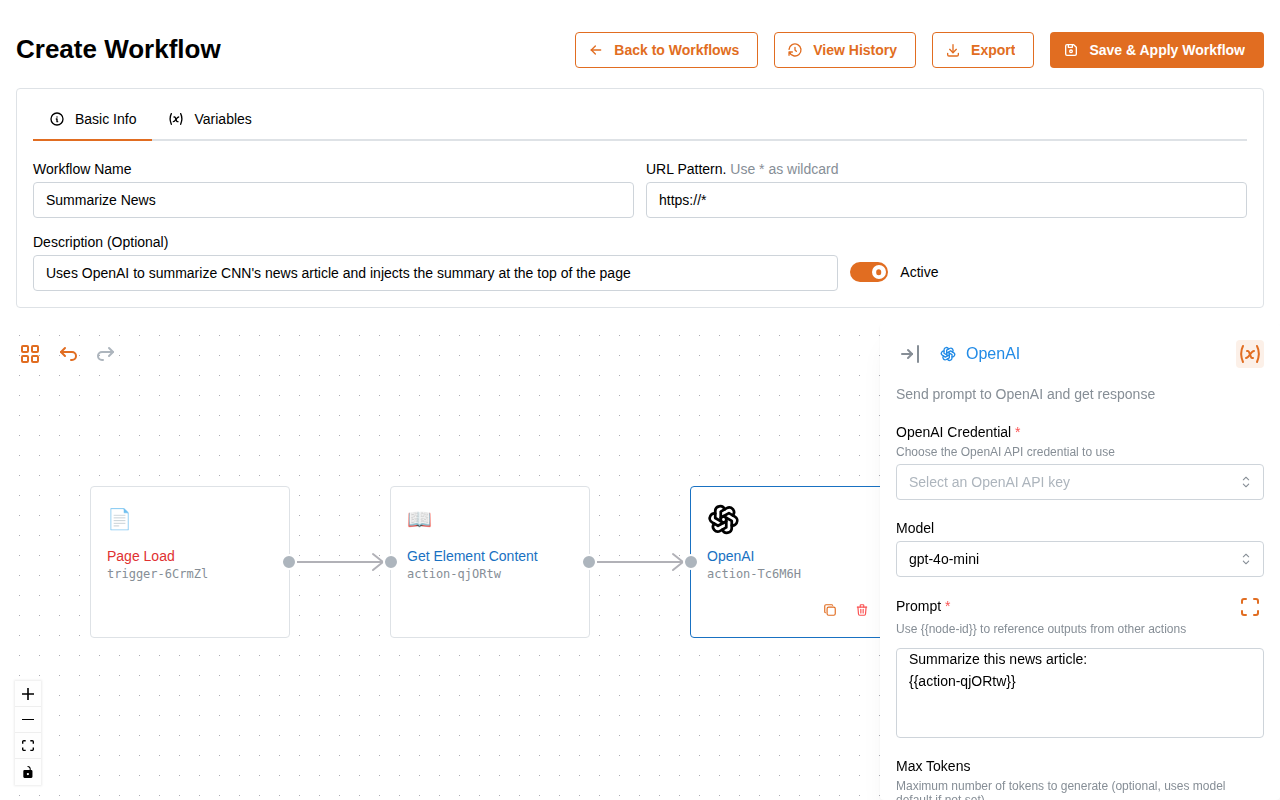 Create Workflow
Back to Workflows
View History
Export
Save & Apply Workflow
Basic Info
(x) Variables
Workflow Name
Summarize News
URL Pattern. Use * as wildcard
https://*
Description (Optional)
Uses OpenAI to summarize CNN's news article and injects the summary at the top of the page
Active
Page Load
trigger-6CrmZl
Get Element Content
action-qjORtw
OpenAI
action-Tc6M6H
OpenAI
(x)
Send prompt to OpenAI and get response
OpenAI Credential *
Choose the OpenAI API credential to use
Select an OpenAI API key
Model
gpt-4o-mini
Prompt *
Use {{node-id}} to reference outputs from other actions
Summarize this news article:
{{action-qjORtw}}
Max Tokens
Maximum number of tokens to generate (optional, uses model
default if not set)